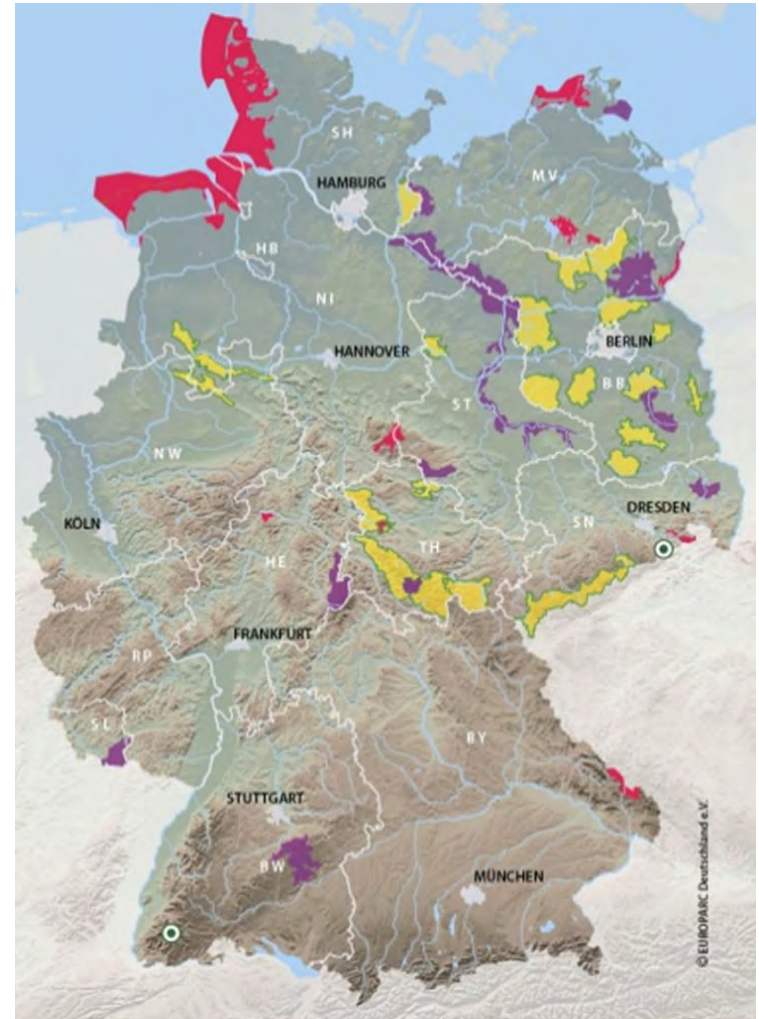 SH
HAMBURG
MV
HB
NI
HANNOVER
BERLIN
BB
ST
NW
DRESDEN
KÖLN
SN
TH
HE
FRANKFURT
RP
SL
BY
STUTTGART
BW
MÜNCHEN
© EUROPARC Deutschland e.V.